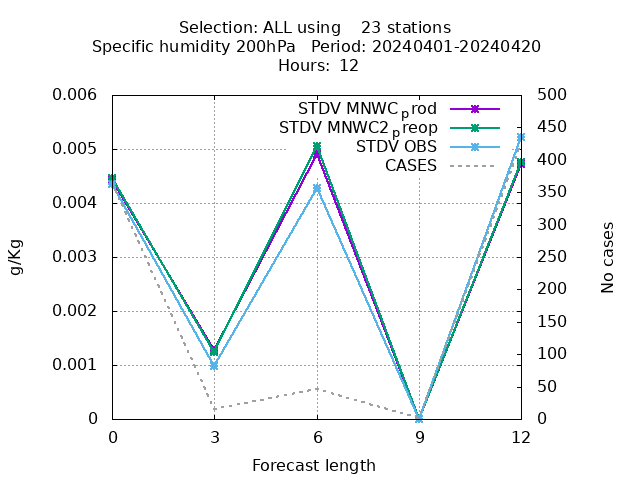 Selection: ALL using    23 stations
Specific humidity 200hPa   Period: 20240401-20240420
Hours:  12
0.006
0.005
0.004
0.003
0.002
0.001
0
500
450
400
350
300
250
200
150
100
50
0
STDV MNWCprod
STDV MNWC2preop
STDV OBS
CASES
g/Kg
No cases
0
3
6
9
12
Forecast length